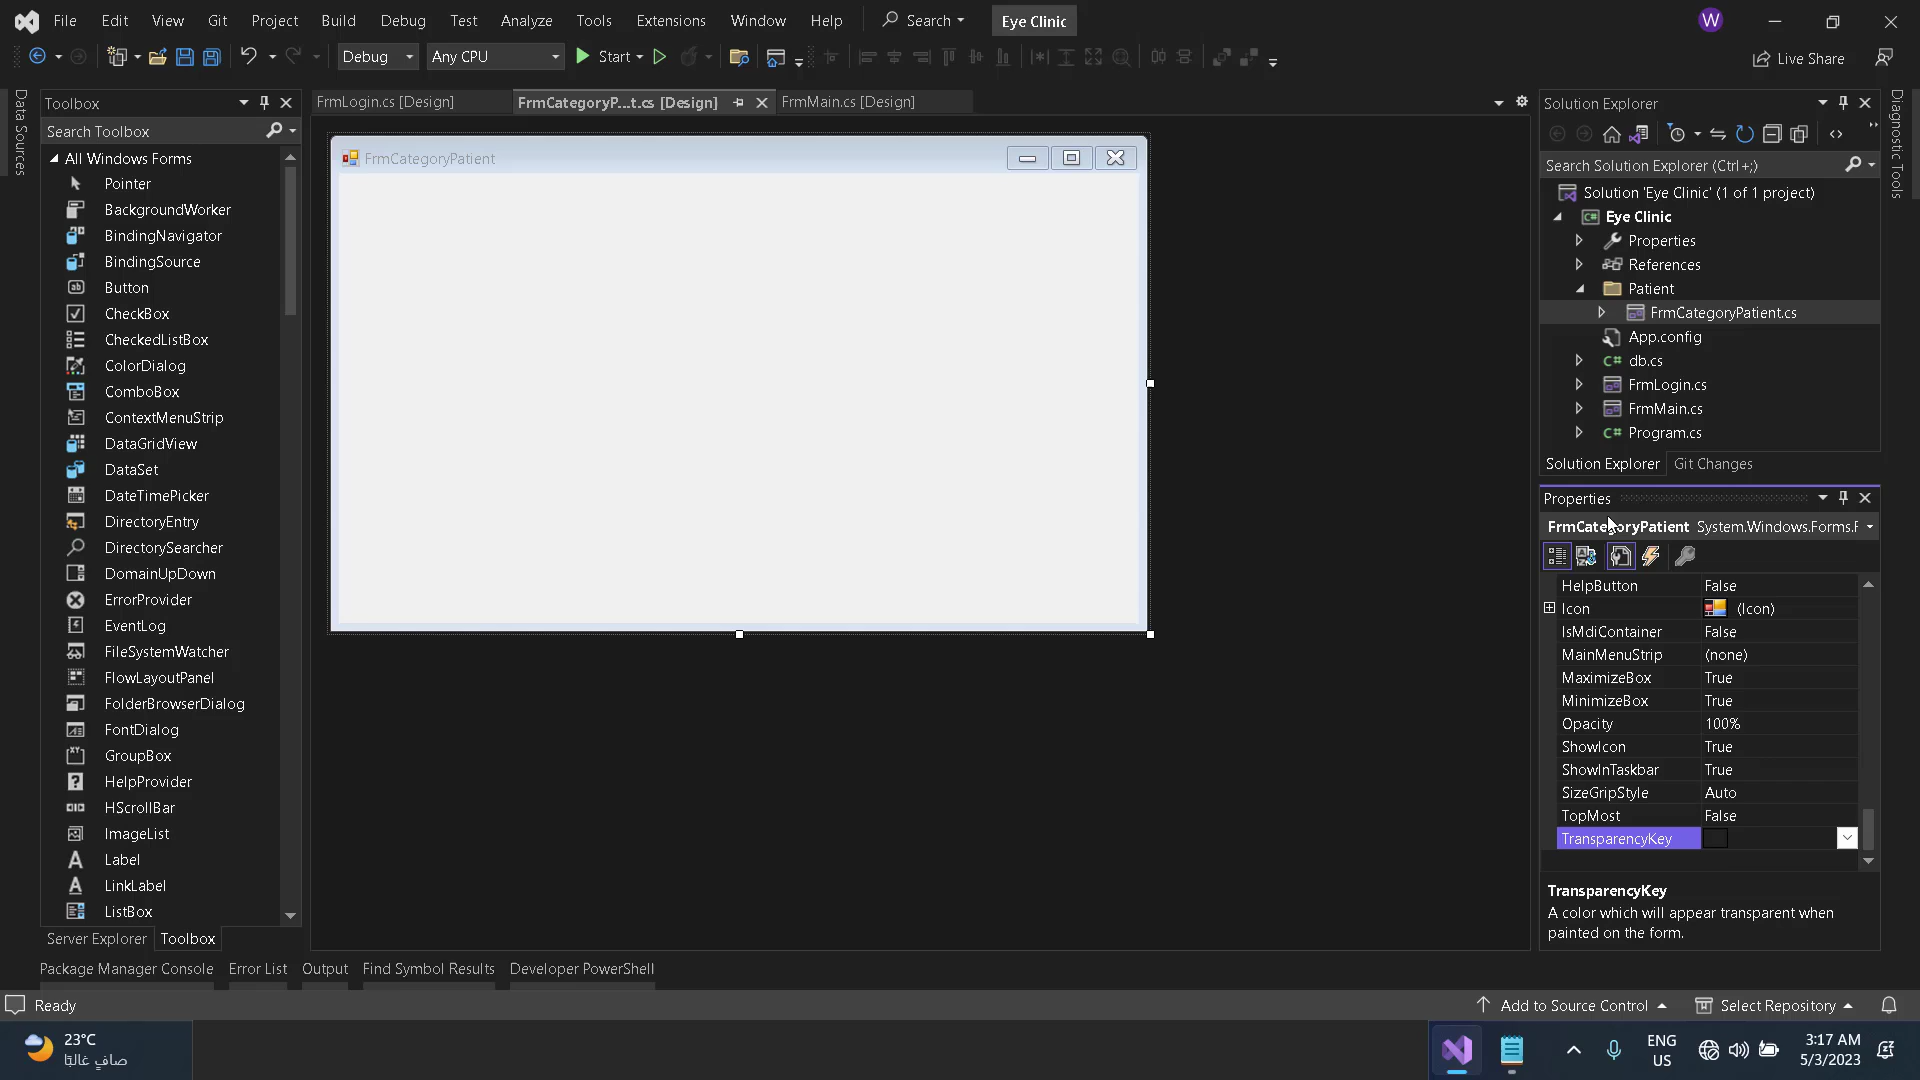 File Edit View Git Project Build Debug Test Analyze Tools Extensions Window Help Search Eye Clinic W
Debug Any CPU Start Live Share
Data Sources
Toolbox
Search Toolbox
All Windows Forms
Pointer
BackgroundWorker
BindingNavigator
BindingSource
Button
CheckBox
CheckedListBox
ColorDialog
ComboBox
ContextMenuStrip
DataGridView
DataSet
DateTimePicker
DirectoryEntry
DirectorySearcher
DomainUpDown
ErrorProvider
EventLog
FileSystemWatcher
FlowLayoutPanel
FolderBrowserDialog
FontDialog
GroupBox
HelpProvider
HScrollBar
ImageList
Label
LinkLabel
ListBox
Server Explorer Toolbox
FrmLogin.cs [Design] FrmCategoryP...t.cs [Design] FrmMain.cs [Design]
FrmCategoryPatient
Solution Explorer
Search Solution Explorer (Ctrl+;)
Solution 'Eye Clinic' (1 of 1 project)
Eye Clinic
Properties
References
Patient
FrmCategoryPatient.cs
App.config
db.cs
FrmLogin.cs
FrmMain.cs
Program.cs
Solution Explorer Git Changes
Properties
FrmCategoryPatient System.Windows.Forms.F
HelpButton False
Icon (Icon)
IsMdiContainer False
MainMenuStrip (none)
MaximizeBox True
MinimizeBox True
Opacity 100%
ShowIcon True
ShowInTaskbar True
SizeGripStyle Auto
TopMost False
TransparencyKey
TransparencyKey
A color which will appear transparent when
painted on the form.
Diagnostic Tools
Package Manager Console Error List Output Find Symbol Results Developer PowerShell
Ready Add to Source Control Select Repository
23°C
صافٍ غالبًا
ENG
US
3:17 AM
5/3/2023